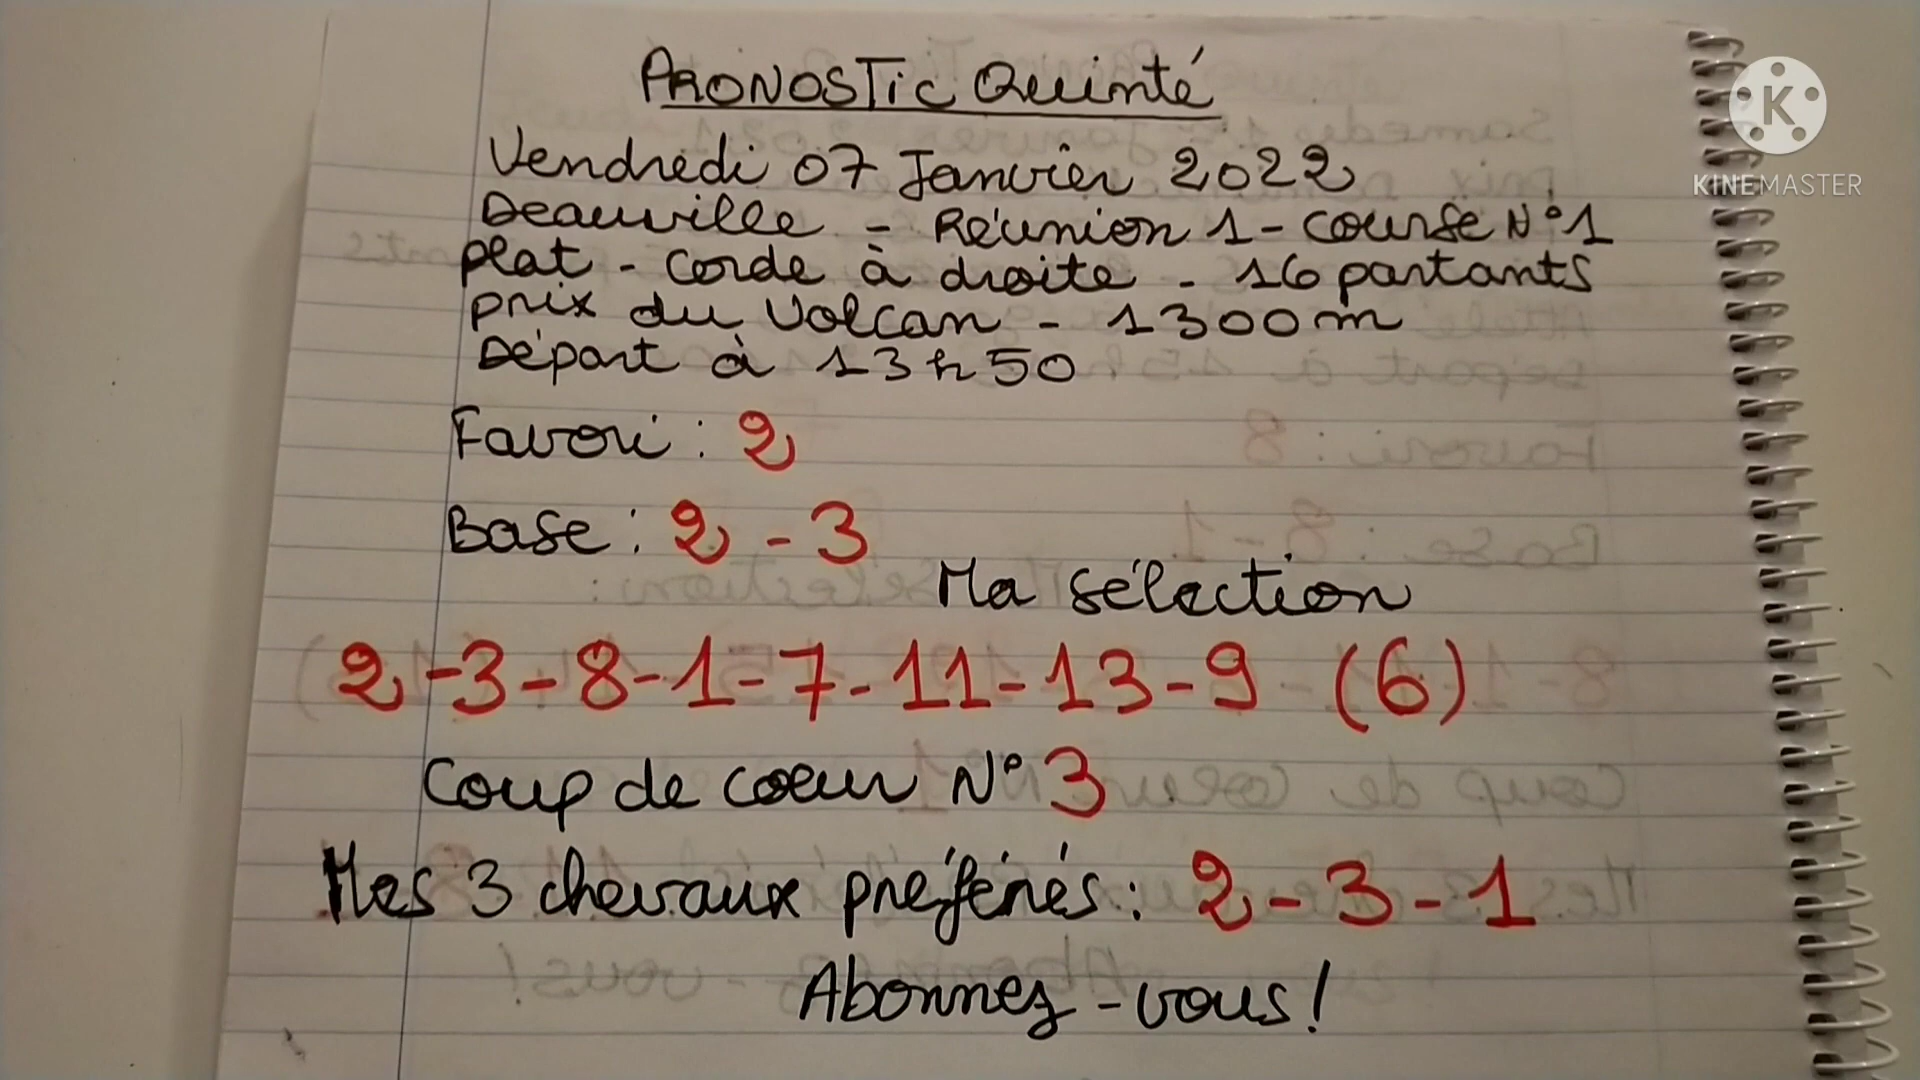 PRONOSTIC Quinté
Vendredi 07 Janvier 2022
Deauville - Réunion 1 - course N°1
plat - Corde à droite - 16 partants
prix du Volcan - 1300m
Départ à 13h50
Favori : 2
Base : 2 - 3
Ma sélection
2 - 3 - 8 - 1 - 7 - 11 - 13 - 9 (6)
Coup de coeur N° 3
Mes 3 chevaux préférés : 2 - 3 - 1
Abonnez-vous !
K
KINEMASTER